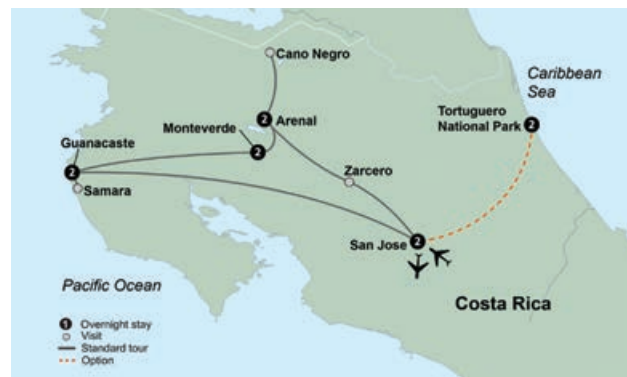 Cano Negro
Caribbean
Sea
2
Arenal
Tortuguero
National Park
2
Monteverde
2
Guanacaste
2
Samara
Zarcero
San Jose
2
Pacific Ocean
Costa Rica
1
Overnight stay
Visit
Standard tour
Option